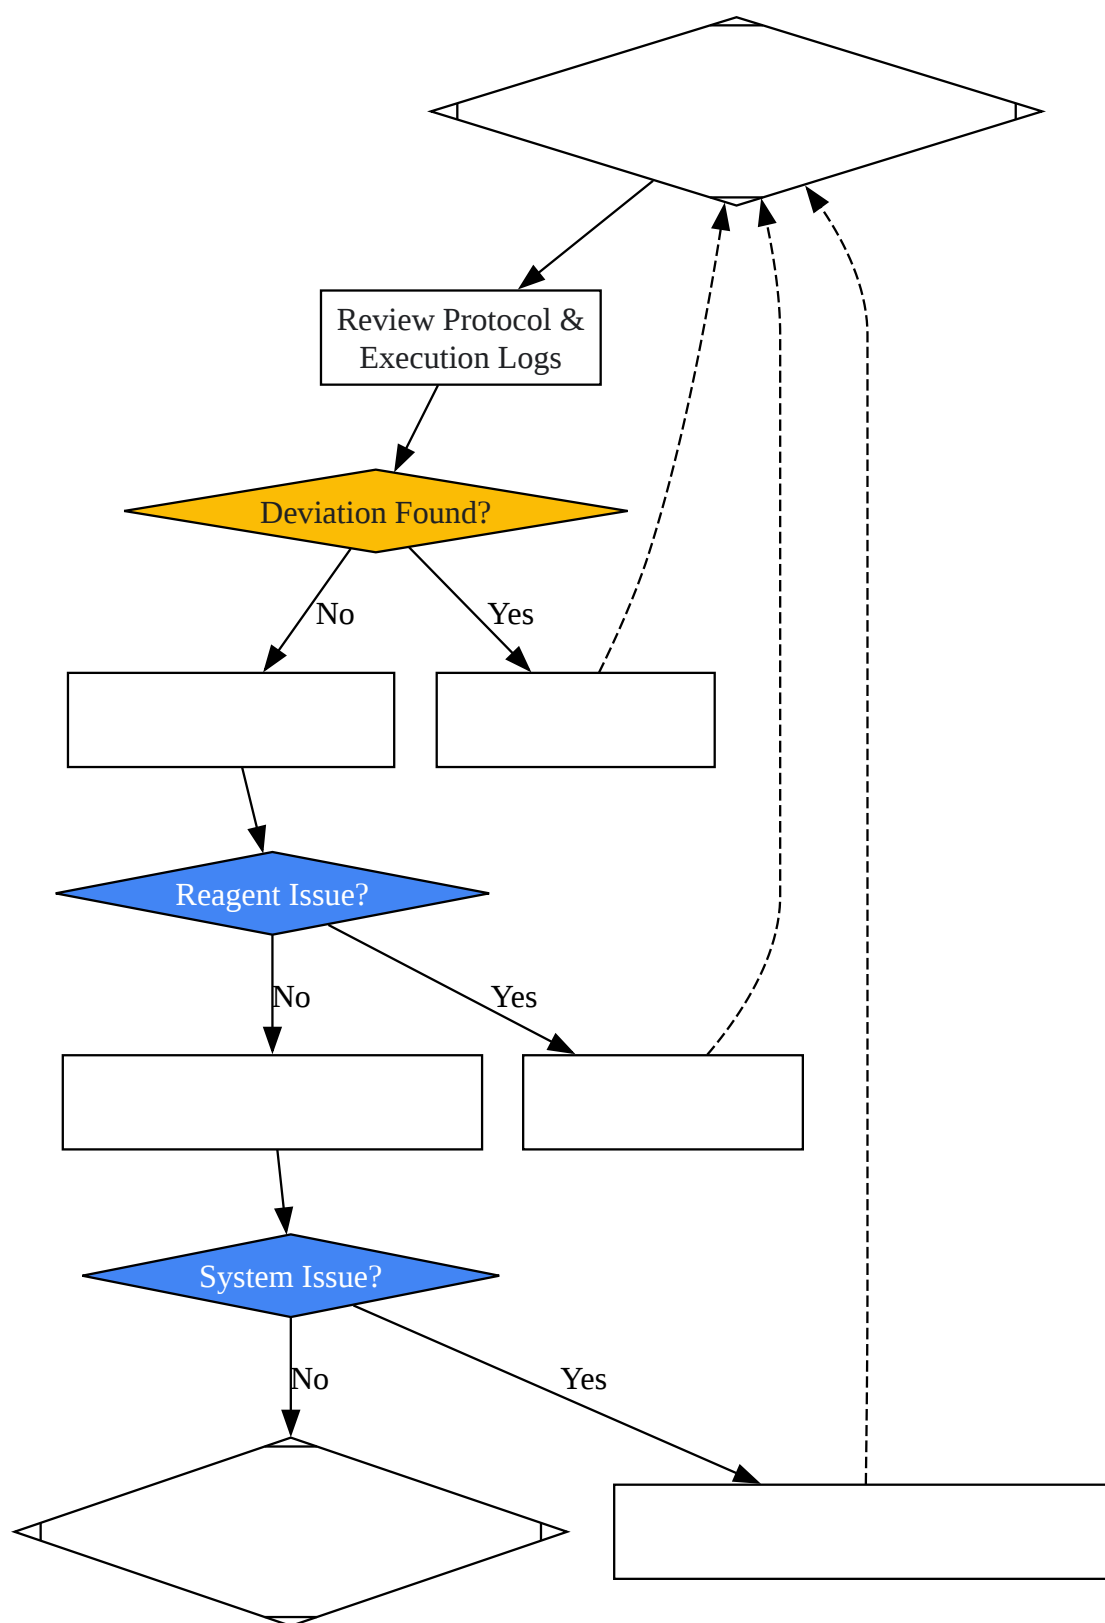 Review Protocol &
Execution Logs
Deviation Found?
No
Yes
Reagent Issue?
No
Yes
System Issue?
No
Yes